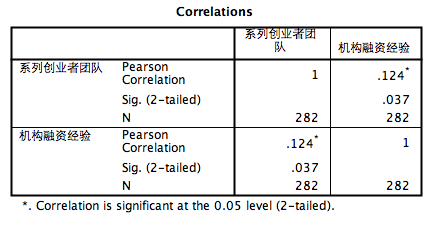 Correlations
系列创业者团队 机构融资经验
系列创业者团队 Pearson Correlation 1 .124*
Sig. (2-tailed) .037
N 282 282
机构融资经验 Pearson Correlation .124* 1
Sig. (2-tailed) .037
N 282 282
*. Correlation is significant at the 0.05 level (2-tailed).